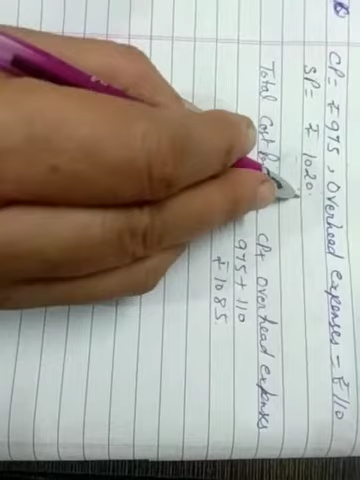 CP = ₹ 975, Overhead expenses = ₹ 110
SP = ₹ 1020.
Total Cost CP+ Overhead expenses
975 + 110
₹ 1085.